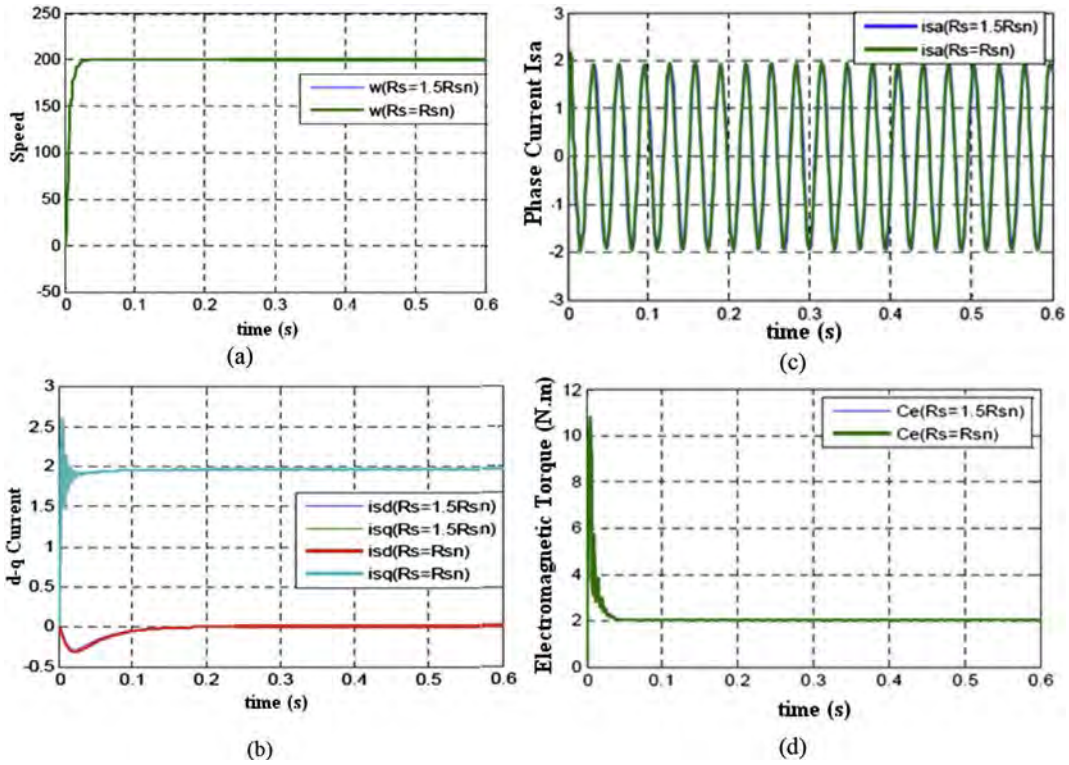 250
200
150
100
50
0
-50
Speed
w(Rs=1.5Rsn)
w(Rs=Rsn)
0 0.1 0.2 0.3 0.4 0.5 0.6
time (s)
(a)
3
2
1
0
-1
-2
3
Phase Current Isa
isa(Rs=1.5Rsn)
isa(Rs=Rsn)
0 0.1 0.2 0.3 0.4 0.5 0.6
time (s)
(c)
3
2.5
2
1.5
1
0.5
0
-0.5
d-q Current
isd(Rs=1.5Rsn)
isq(Rs=1.5Rsn)
isd(Rs=Rsn)
isq(Rs=Rsn)
0 0.1 0.2 0.3 0.4 0.5 0.6
time (s)
(b)
12
10
8
6
4
2
0
Electromagnetic Torque (N.m)
Ce(Rs=1.5Rsn)
Ce(Rs=Rsn)
0 0.1 0.2 0.3 0.4 0.5 0.6
time (s)
(d)